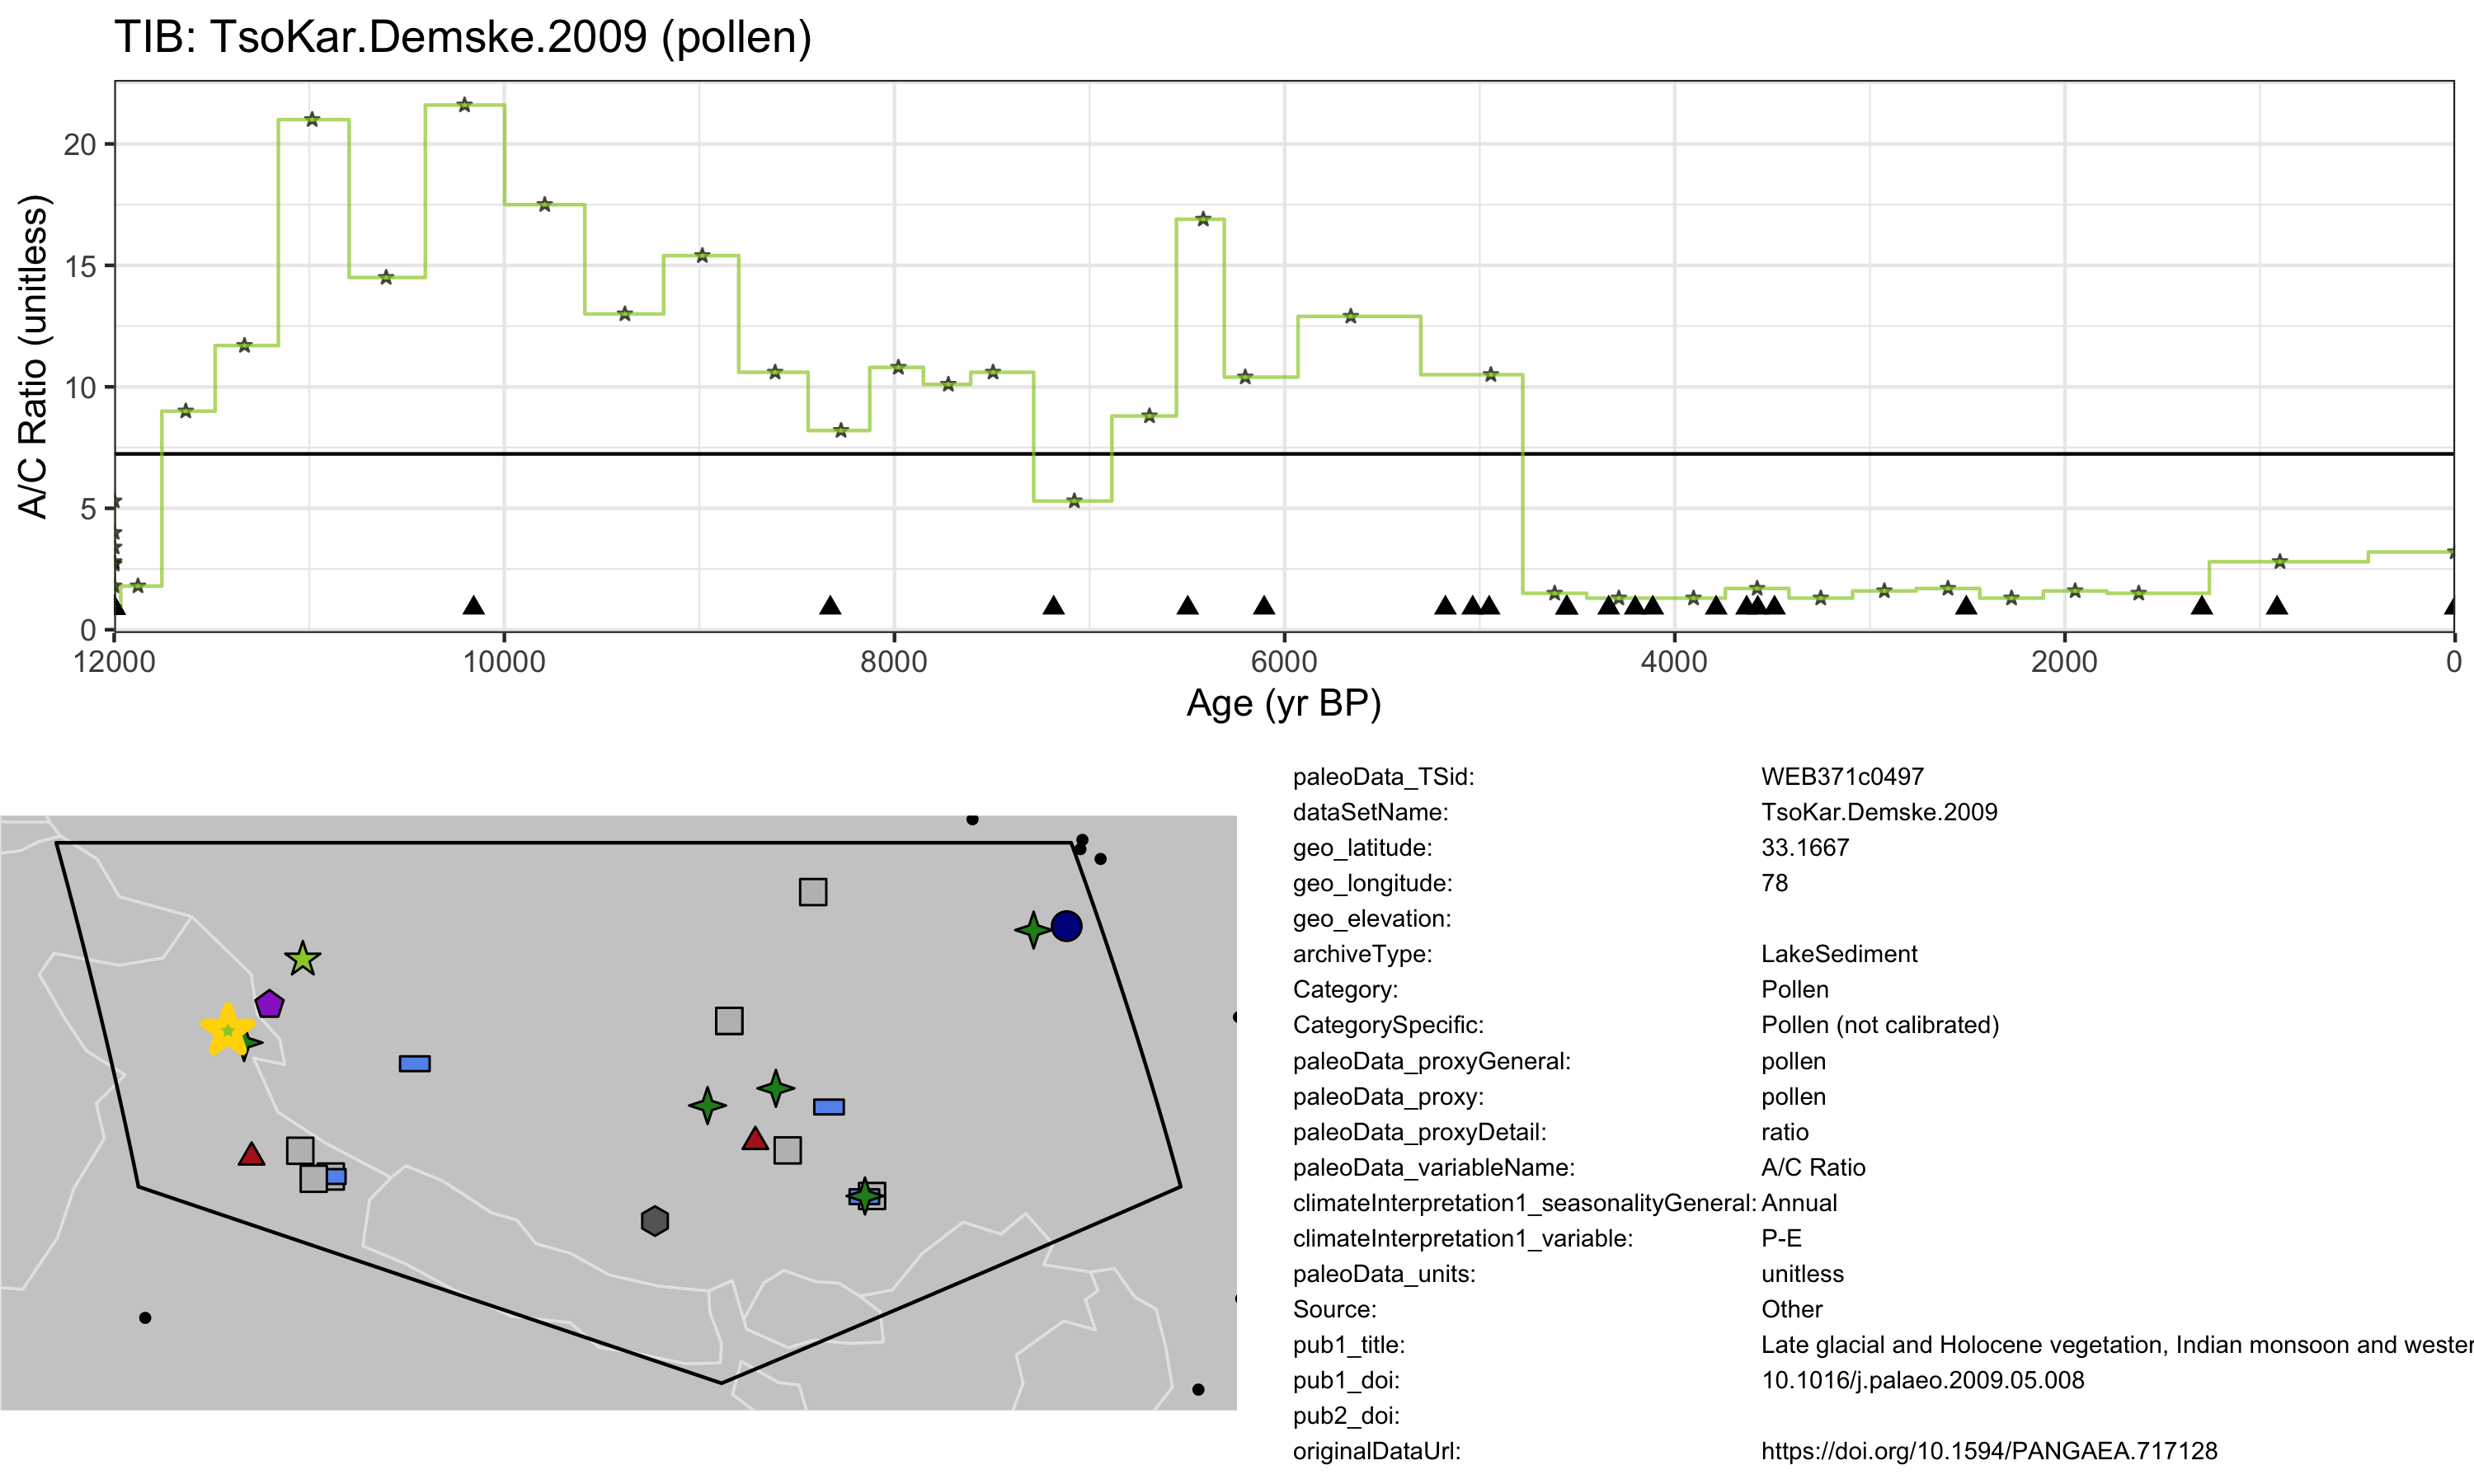 TIB: TsoKar.Demske.2009 (pollen)
A/C Ratio (unitless)
20
15
10
5
0
12000 10000 8000 6000 4000 2000 0
Age (yr BP)
paleoData_TSid: WEB371c0497
dataSetName: TsoKar.Demske.2009
geo_latitude: 33.1667
geo_longitude: 78
geo_elevation:
archiveType: LakeSediment
Category: Pollen
CategorySpecific: Pollen (not calibrated)
paleoData_proxyGeneral: pollen
paleoData_proxy: pollen
paleoData_proxyDetail: ratio
paleoData_variableName: A/C Ratio
climateInterpretation1_seasonalityGeneral: Annual
climateInterpretation1_variable: P-E
paleoData_units: unitless
Source: Other
pub1_title: Late glacial and Holocene vegetation, Indian monsoon and wester
pub1_doi: 10.1016/j.palaeo.2009.05.008
pub2_doi:
originalDataUrl: https://doi.org/10.1594/PANGAEA.717128